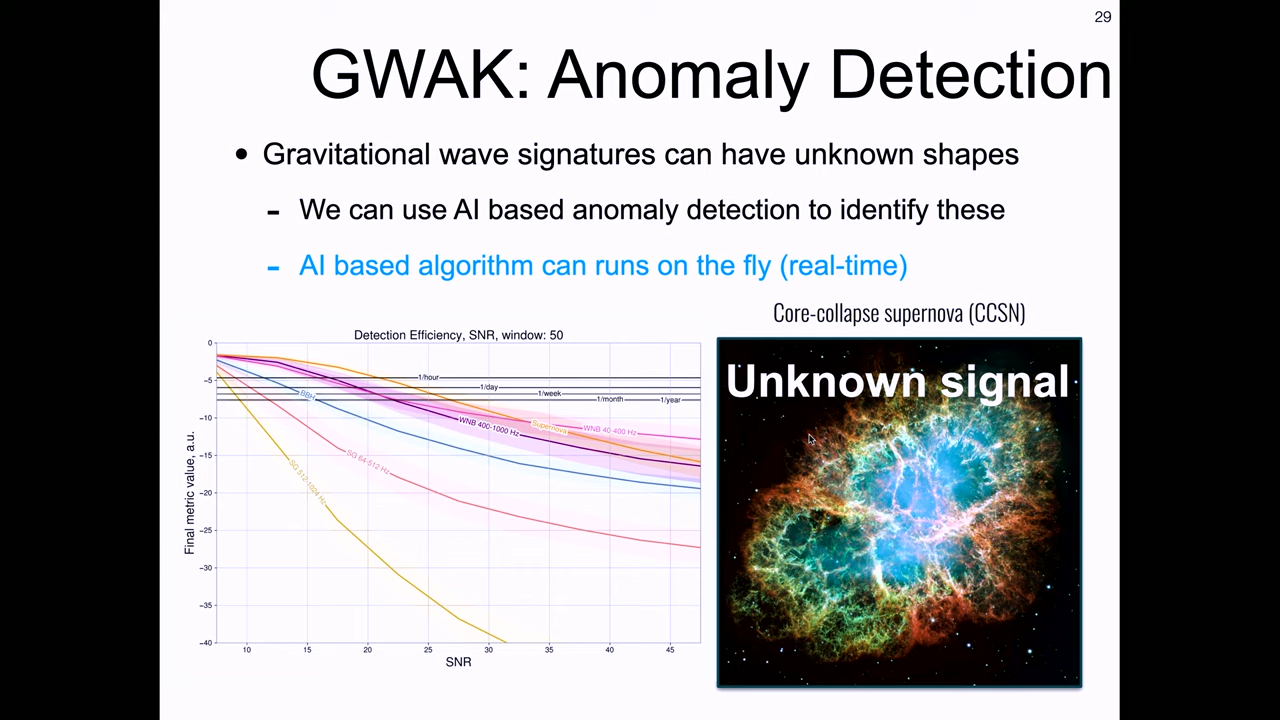 29
GWAK: Anomaly Detection
• Gravitational wave signatures can have unknown shapes
- We can use AI based anomaly detection to identify these
- AI based algorithm can runs on the fly (real-time)
Core-collapse supernova (CCSN)
Unknown signal
Detection Efficiency, SNR, window: 50
Final metric value, a.u.
0
−5
−10
−15
−20
−25
−30
−35
−40
1/hour
1/day
1/week
1/month
1/year
BBH
WNB 400-1000 Hz
Supernova
WNB 40-400 Hz
SG 64-512 Hz
SG 512-1024 Hz
10 15 20 25 30 35 40 45
SNR